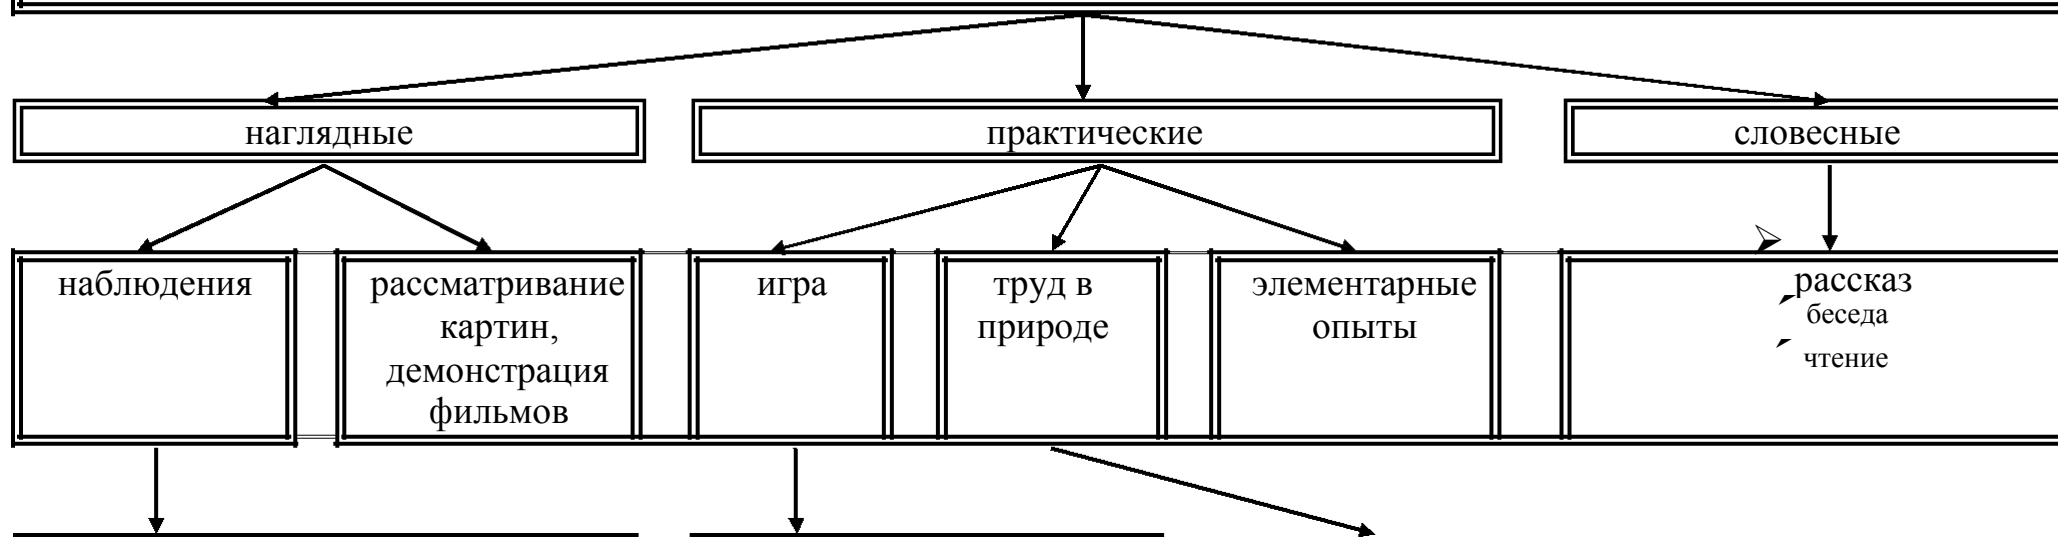 наглядные
практические
словесные
наблюдения
рассматривание
картин,
демонстрация
фильмов
игра
труд в
природе
элементарные
опыты
рассказ
беседа
чтение